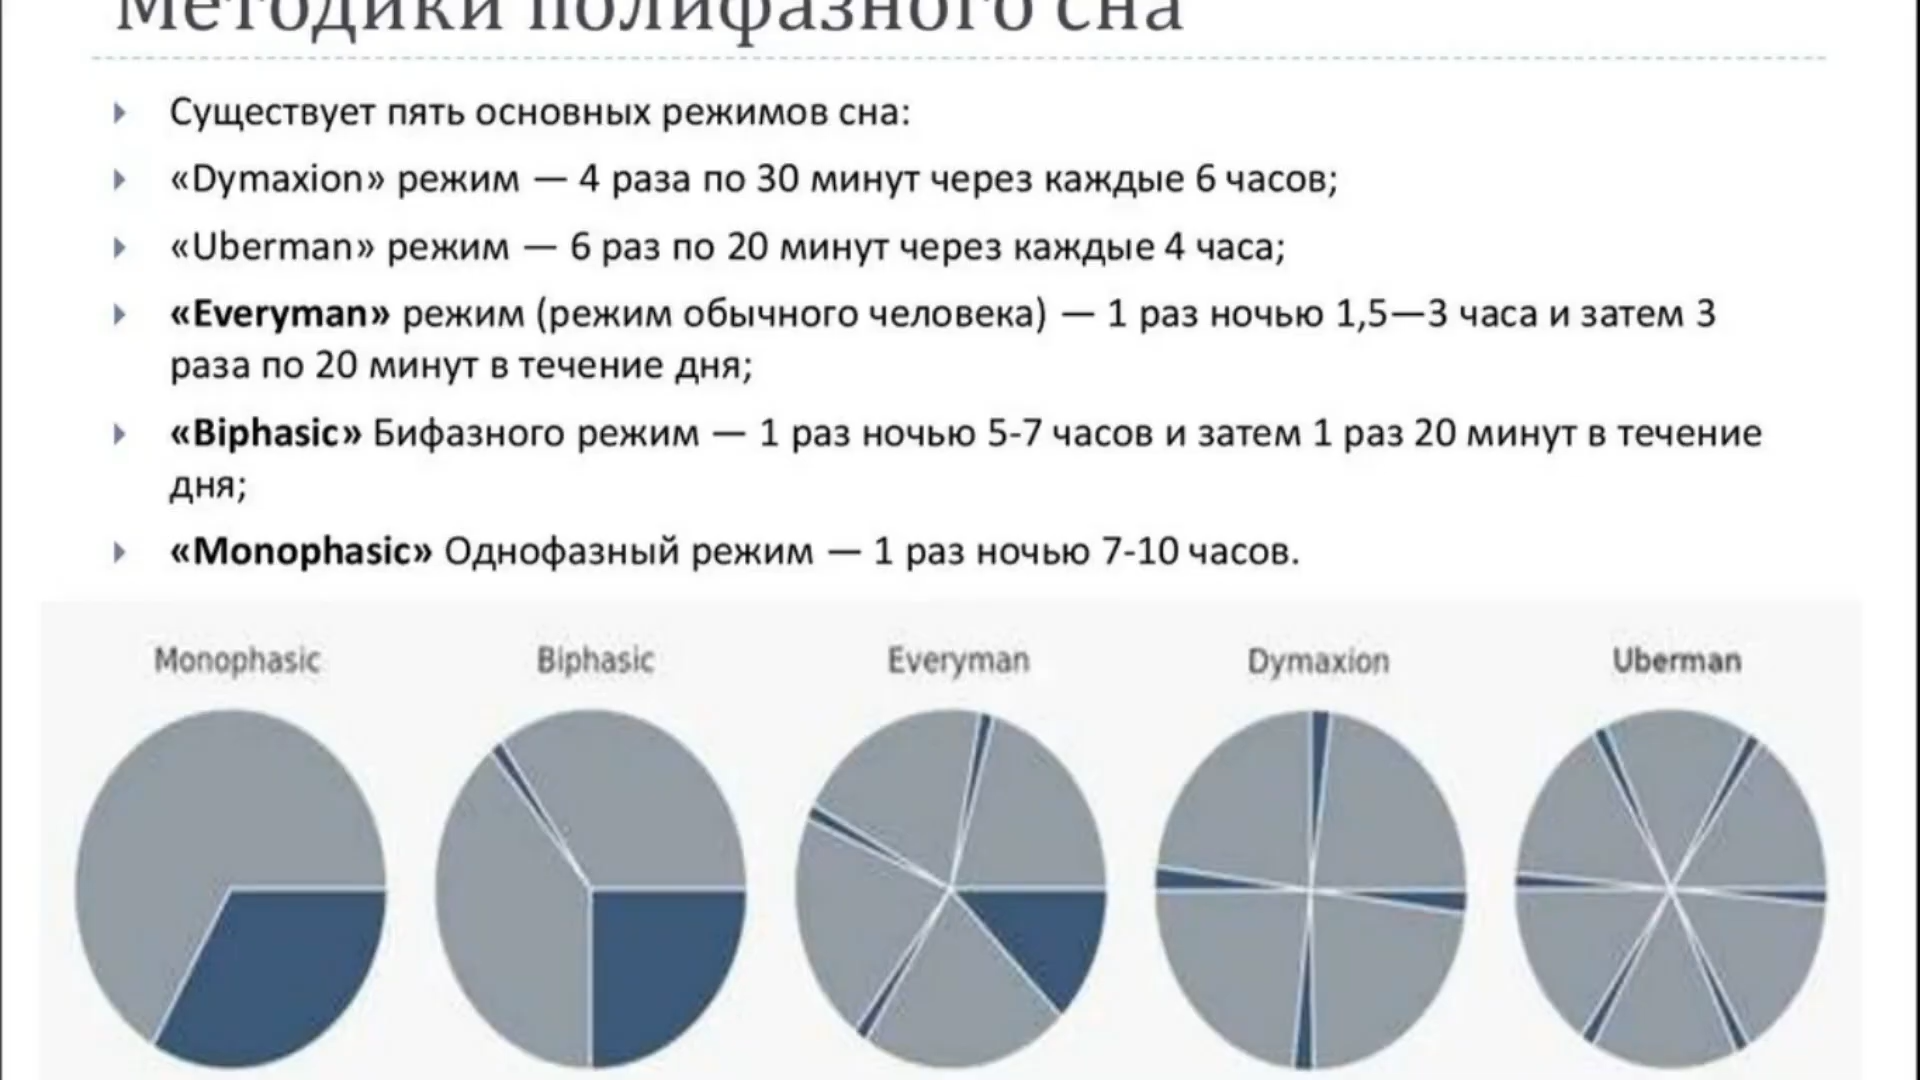 Методики полифазного сна
Существует пять основных режимов сна:
«Dymaxion» режим — 4 раза по 30 минут через каждые 6 часов;
«Uberman» режим — 6 раз по 20 минут через каждые 4 часа;
«Everyman» режим (режим обычного человека) — 1 раз ночью 1,5—3 часа и затем 3
раза по 20 минут в течение дня;
«Biphasic» Бифазного режим — 1 раз ночью 5-7 часов и затем 1 раз 20 минут в течение
дня;
«Monophasic» Однофазный режим — 1 раз ночью 7-10 часов.
Monophasic Biphasic Everyman Dymaxion Uberman